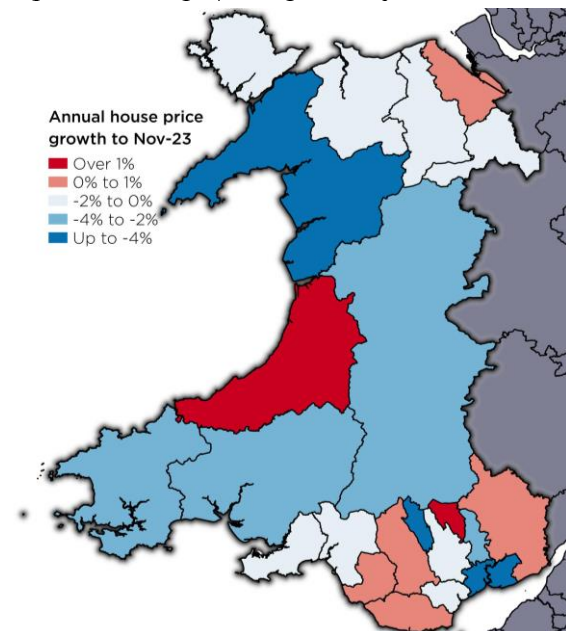 Annual house price
growth to Nov-23
Over 1%
0% to 1%
-2% to 0%
-4% to -2%
Up to -4%